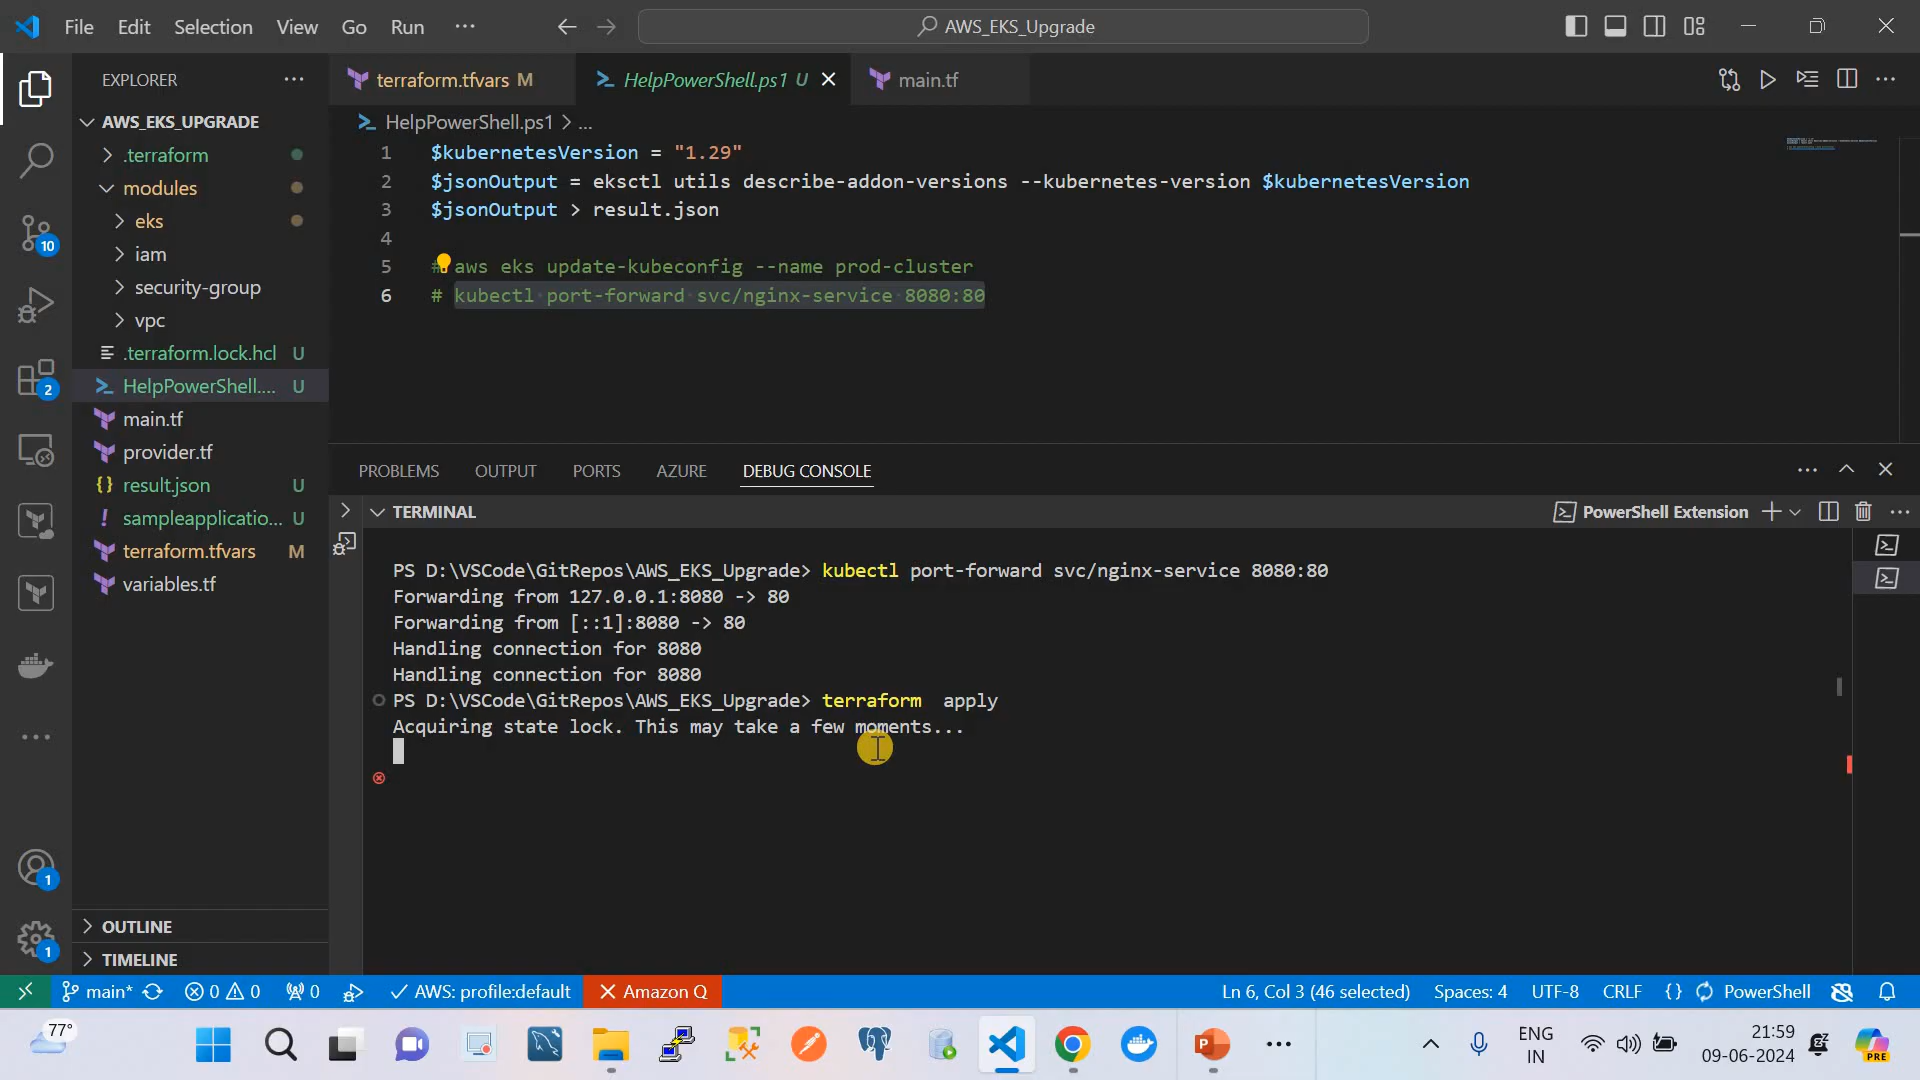 File Edit Selection View Go Run ... AWS_EKS_Upgrade
EXPLORER
AWS_EKS_UPGRADE
.terraform
modules
eks
iam
security-group
vpc
.terraform.lock.hcl U
HelpPowerShell.... U
main.tf
provider.tf
{} result.json U
! sampleapplicatio... U
terraform.tfvars M
variables.tf
OUTLINE
TIMELINE
10
2
1
1
terraform.tfvars M HelpPowerShell.ps1 U main.tf
HelpPowerShell.ps1 > ...
1 $kubernetesVersion = "1.29"
2 $jsonOutput = eksctl utils describe-addon-versions --kubernetes-version $kubernetesVersion
3 $jsonOutput > result.json
4
5 # aws eks update-kubeconfig --name prod-cluster
6 # kubectl port-forward svc/nginx-service 8080:80
PROBLEMS OUTPUT PORTS AZURE DEBUG CONSOLE
TERMINAL PowerShell Extension
PS D:\VSCode\GitRepos\AWS_EKS_Upgrade> kubectl port-forward svc/nginx-service 8080:80
Forwarding from 127.0.0.1:8080 -> 80
Forwarding from [::1]:8080 -> 80
Handling connection for 8080
Handling connection for 8080
PS D:\VSCode\GitRepos\AWS_EKS_Upgrade> terraform  apply
Acquiring state lock. This may take a few moments...
main* 0 0 0 AWS: profile:default Amazon Q Ln 6, Col 3 (46 selected) Spaces: 4 UTF-8 CRLF {} PowerShell
77°
ENG
IN
21:59
09-06-2024
PRE